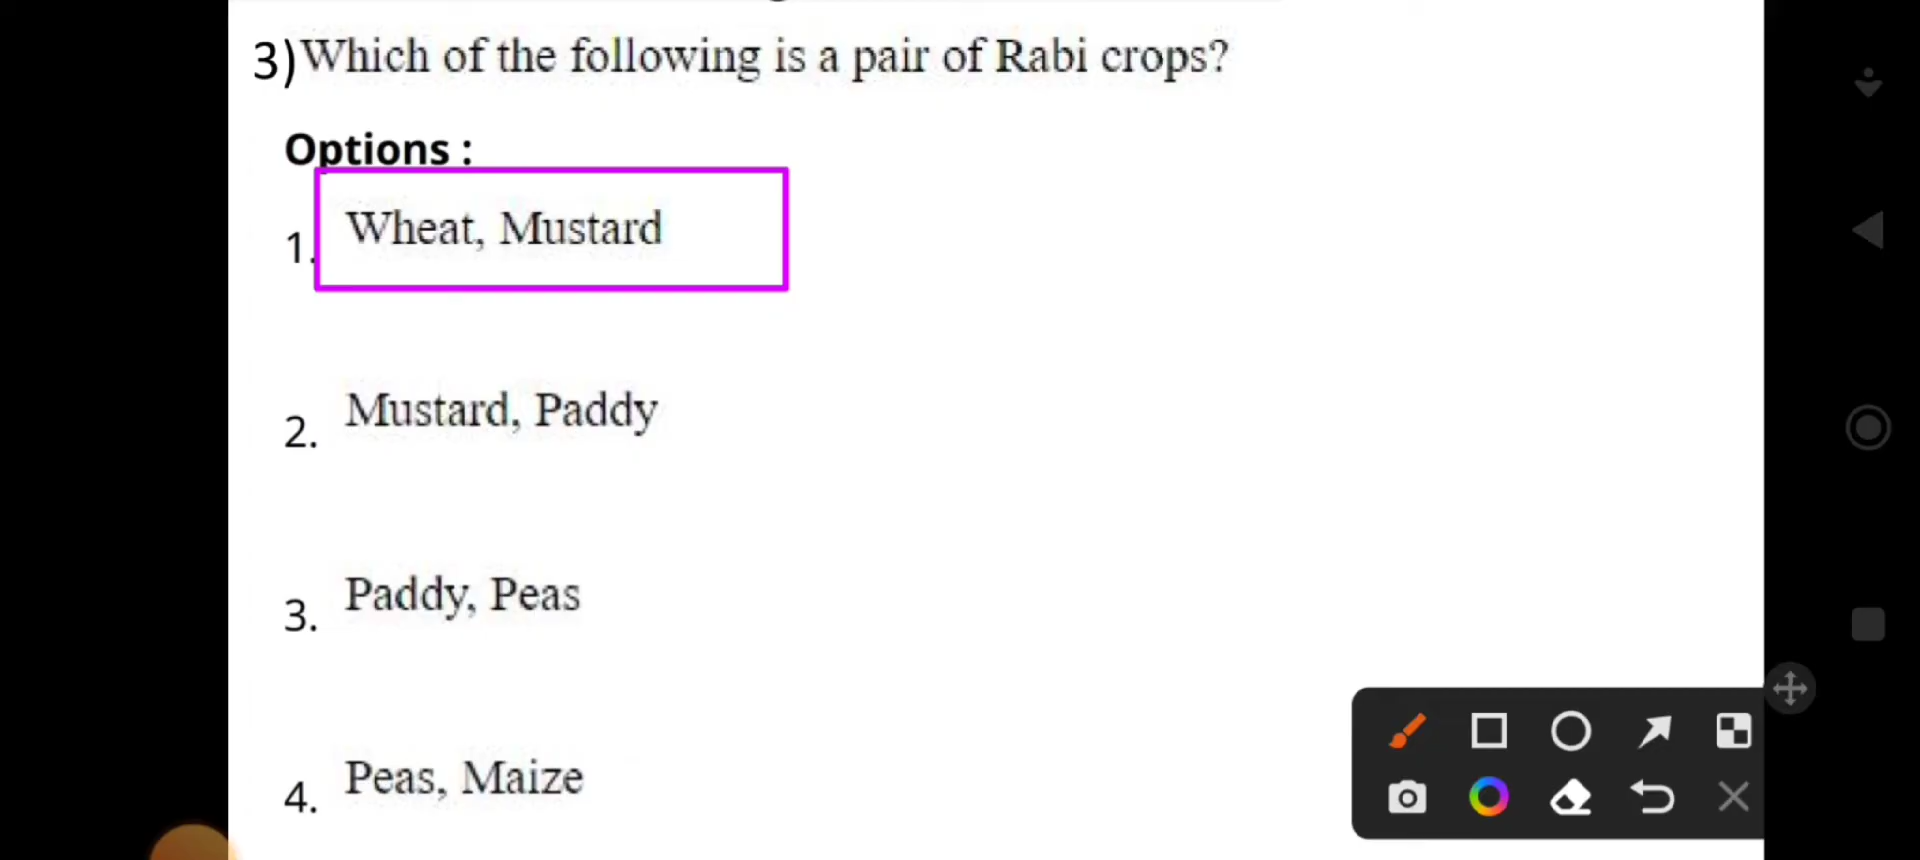 3) Which of the following is a pair of Rabi crops?
Options :
1. Wheat, Mustard
2. Mustard, Paddy
3. Paddy, Peas
4. Peas, Maize